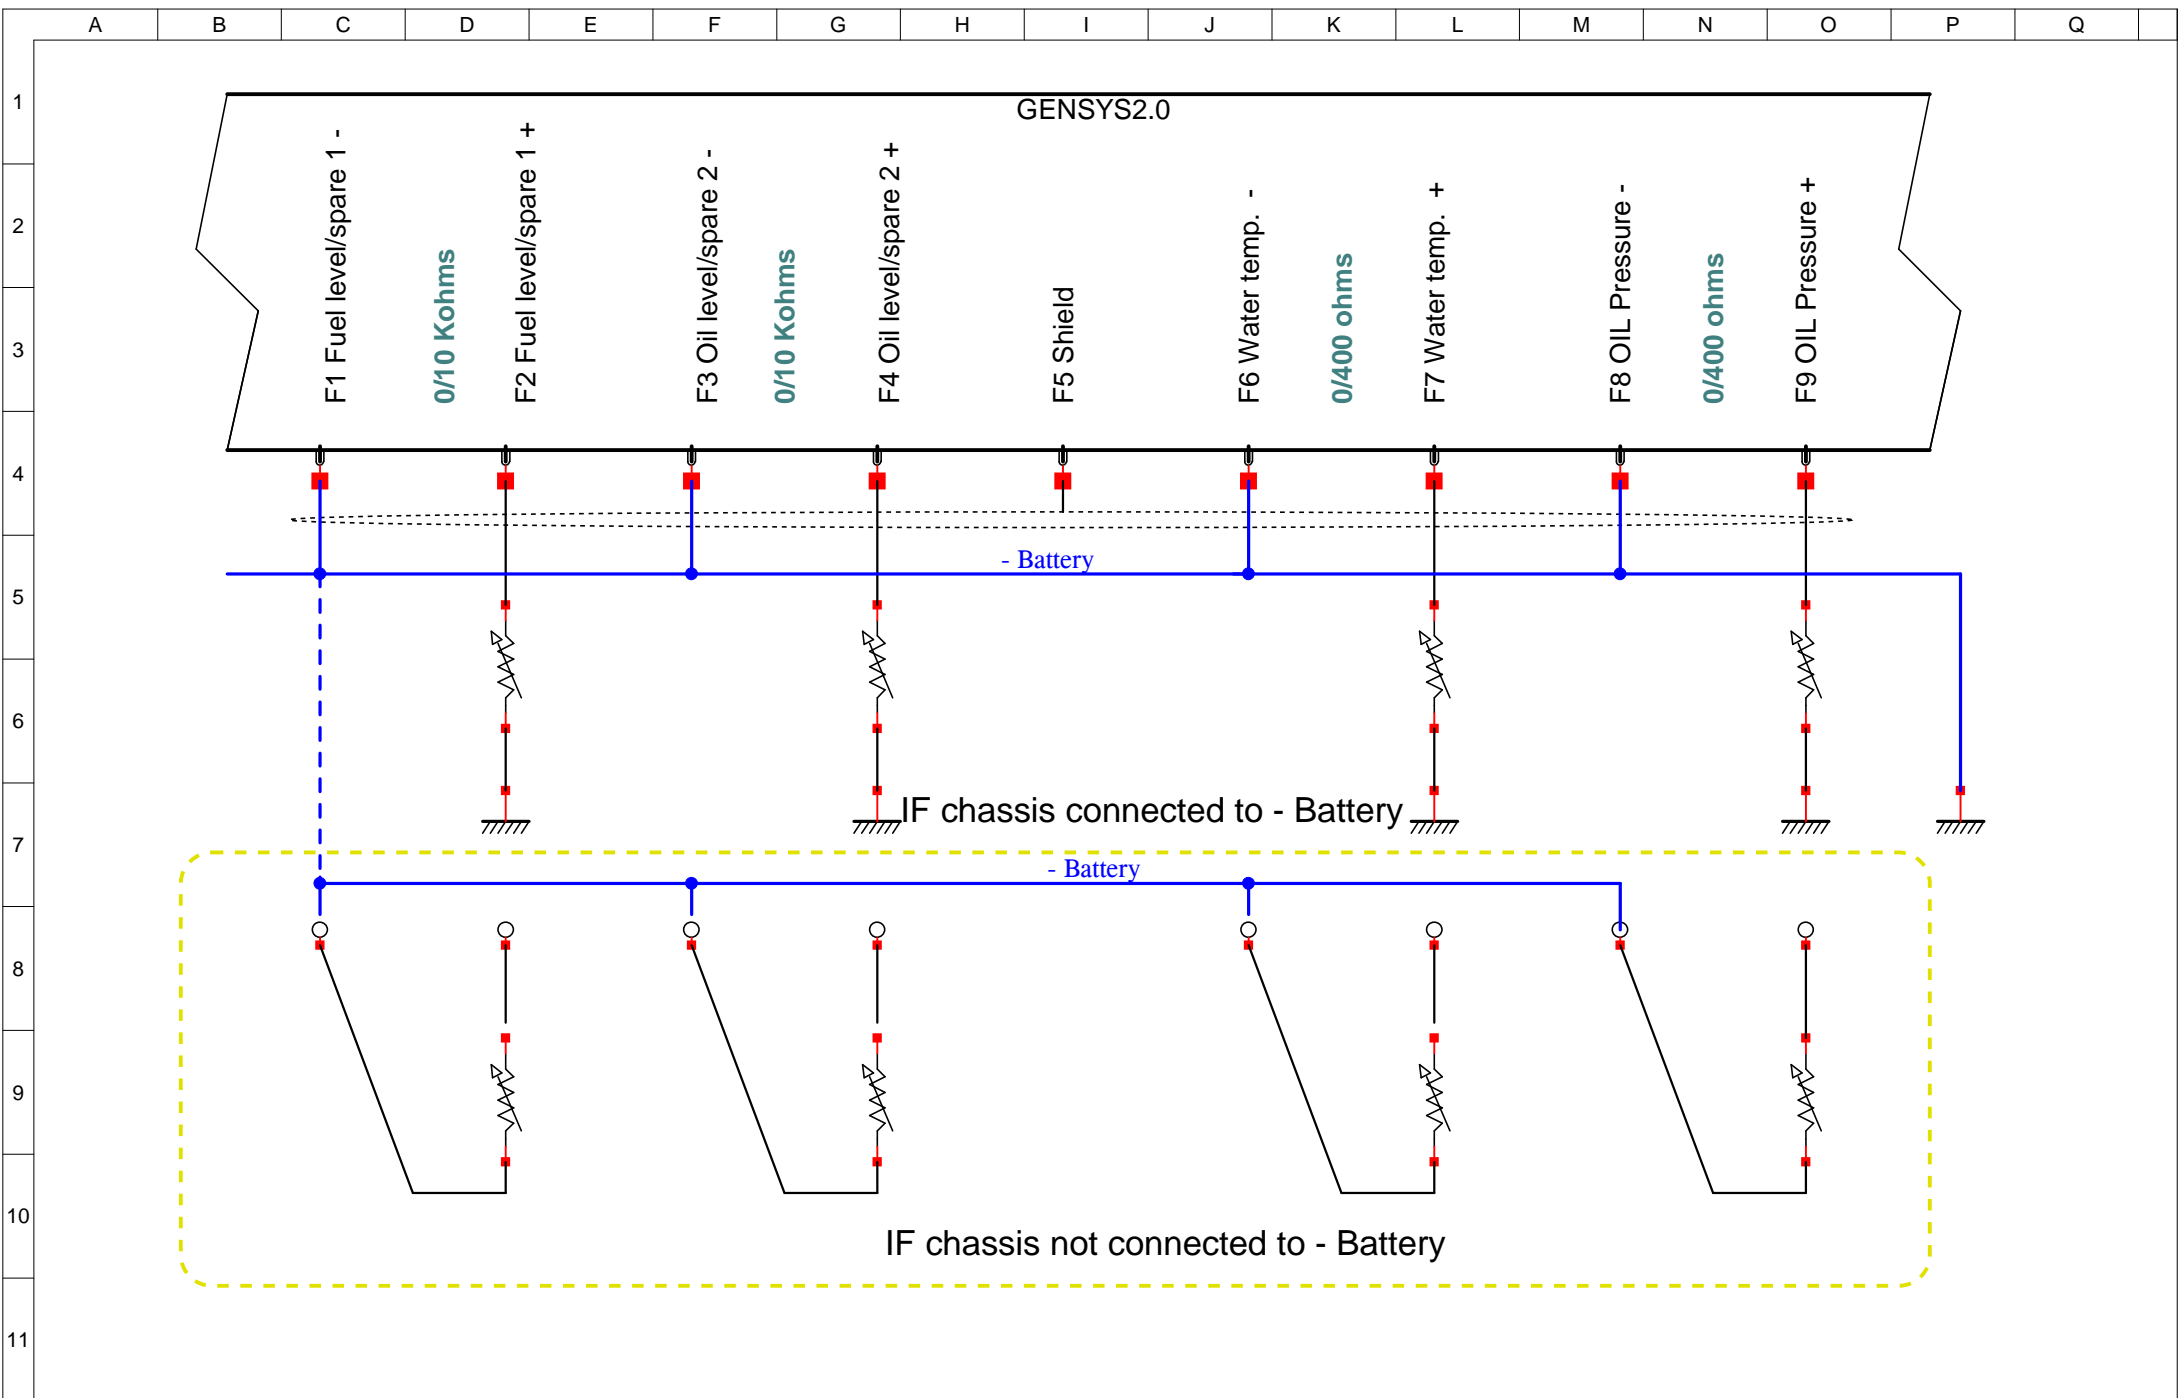 A B C D E F G H I J K L M N O P Q
1
2
3
4
5
6
7
8
9
10
11
GENSYS2.0
F1 Fuel level/spare 1 -
0/10 Kohms
F2 Fuel level/spare 1 +
F3 Oil level/spare 2 -
0/10 Kohms
F4 Oil level/spare 2 +
F5 Shield
F6 Water temp. -
0/400 ohms
F7 Water temp. +
F8 OIL Pressure -
0/400 ohms
F9 OIL Pressure +
- Battery
IF chassis connected to - Battery
- Battery
IF chassis not connected to - Battery